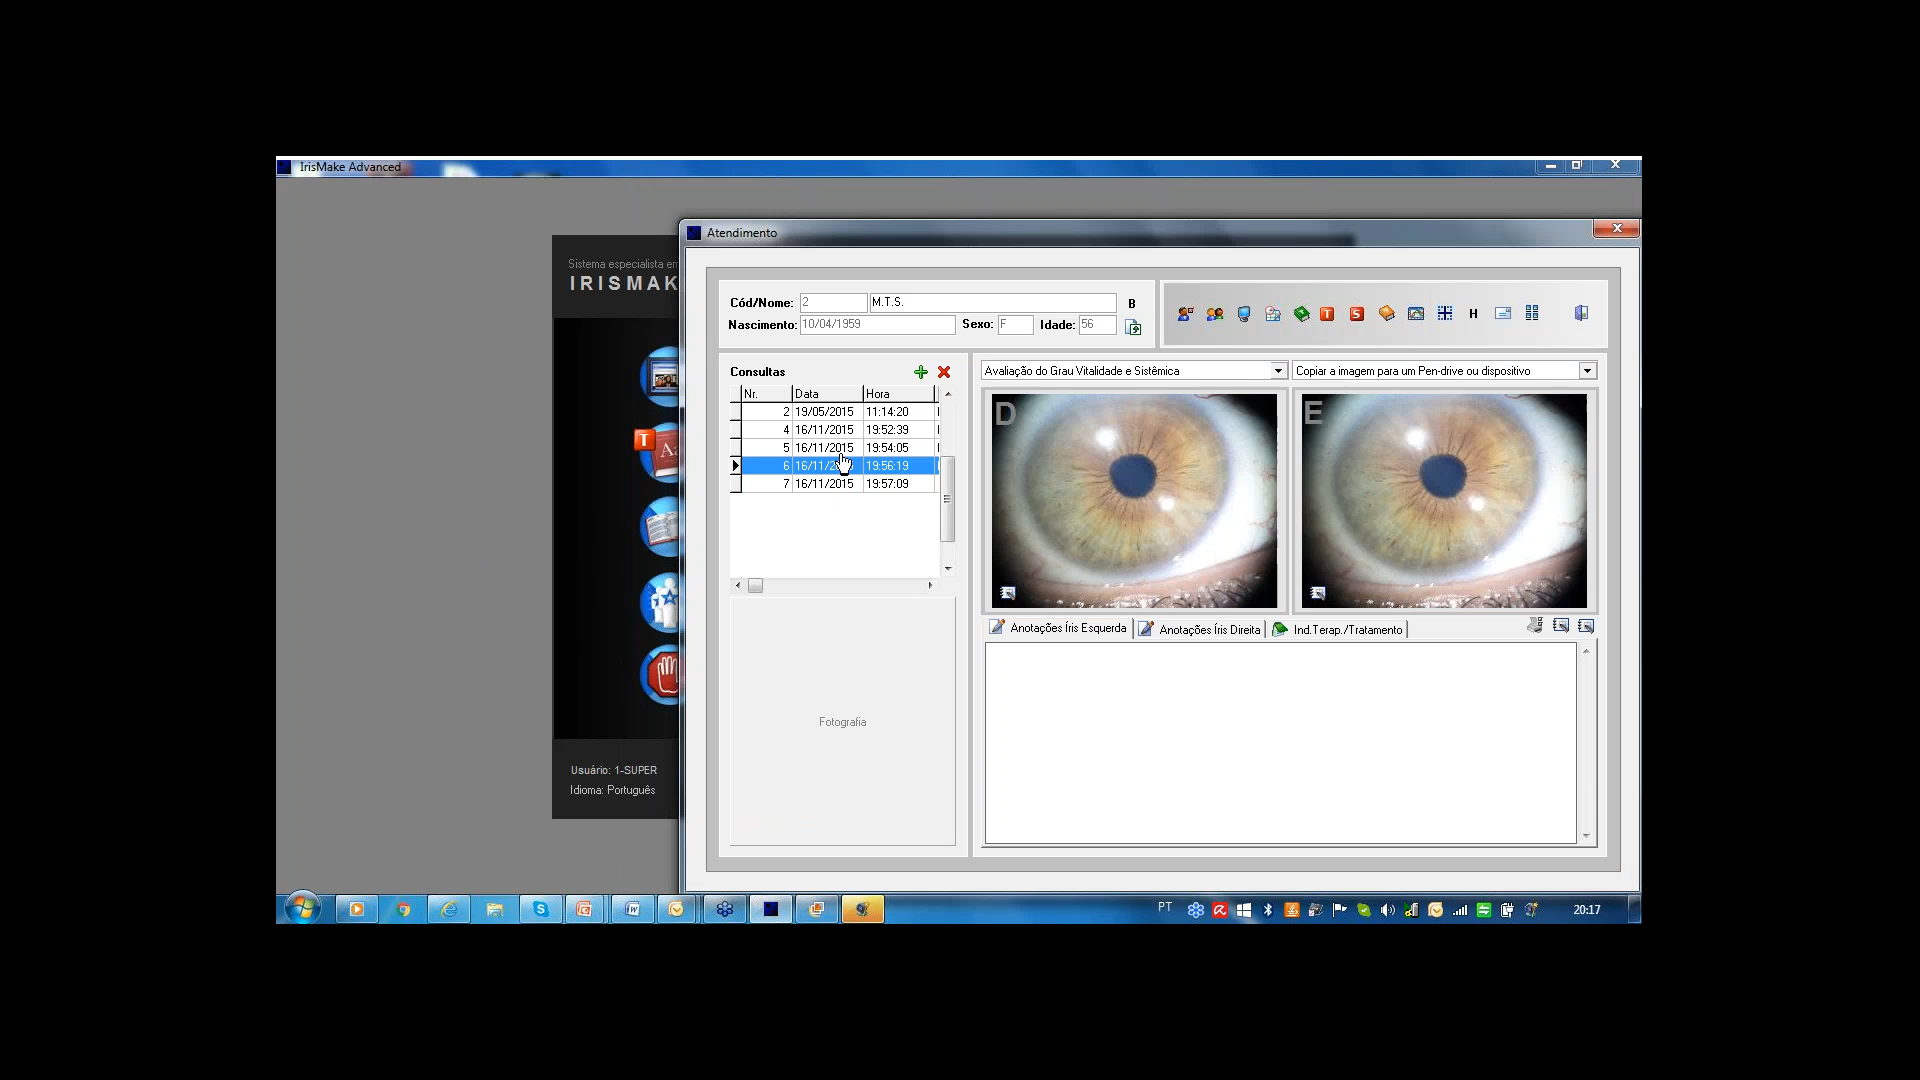 IrisMake Advanced
Atendimento
Sistema especialista em
IRISMAK
Cód/Nome: 2 M.T.S. B
Nascimento: 10/04/1959 Sexo: F Idade: 56
T S H
Consultas
Nr. Data Hora
2 19/05/2015 11:14:20
4 16/11/2015 19:52:39
5 16/11/2015 19:54:05
6 16/11/2 19:56:19
7 16/11/2015 19:57:09
Avaliação do Grau Vitalidade e Sistêmica
Copiar a imagem para um Pen-drive ou dispositivo
D
E
T
Anotações Íris Esquerda
Anotações Íris Direita
Ind.Terap./Tratamento
Fotografia
Usuário: 1-SUPER
Idioma: Português
PT
20:17